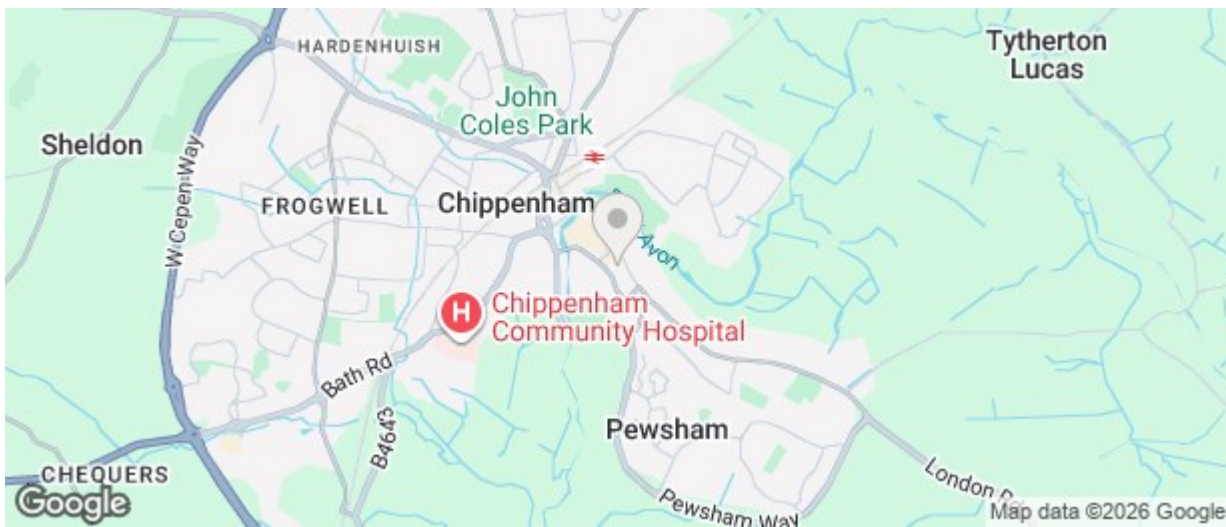 HARDENHUISH
Tytherton
Lucas
John
Coles Park
Sheldon
W Cepen Way
FROGWELL
Chippenham
Avon
H
Chippenham
Community Hospital
Bath Rd
B4643
Pewsham
CHEQUERS
London Rd
Pewsham Way
Google
Map data ©2026 Google